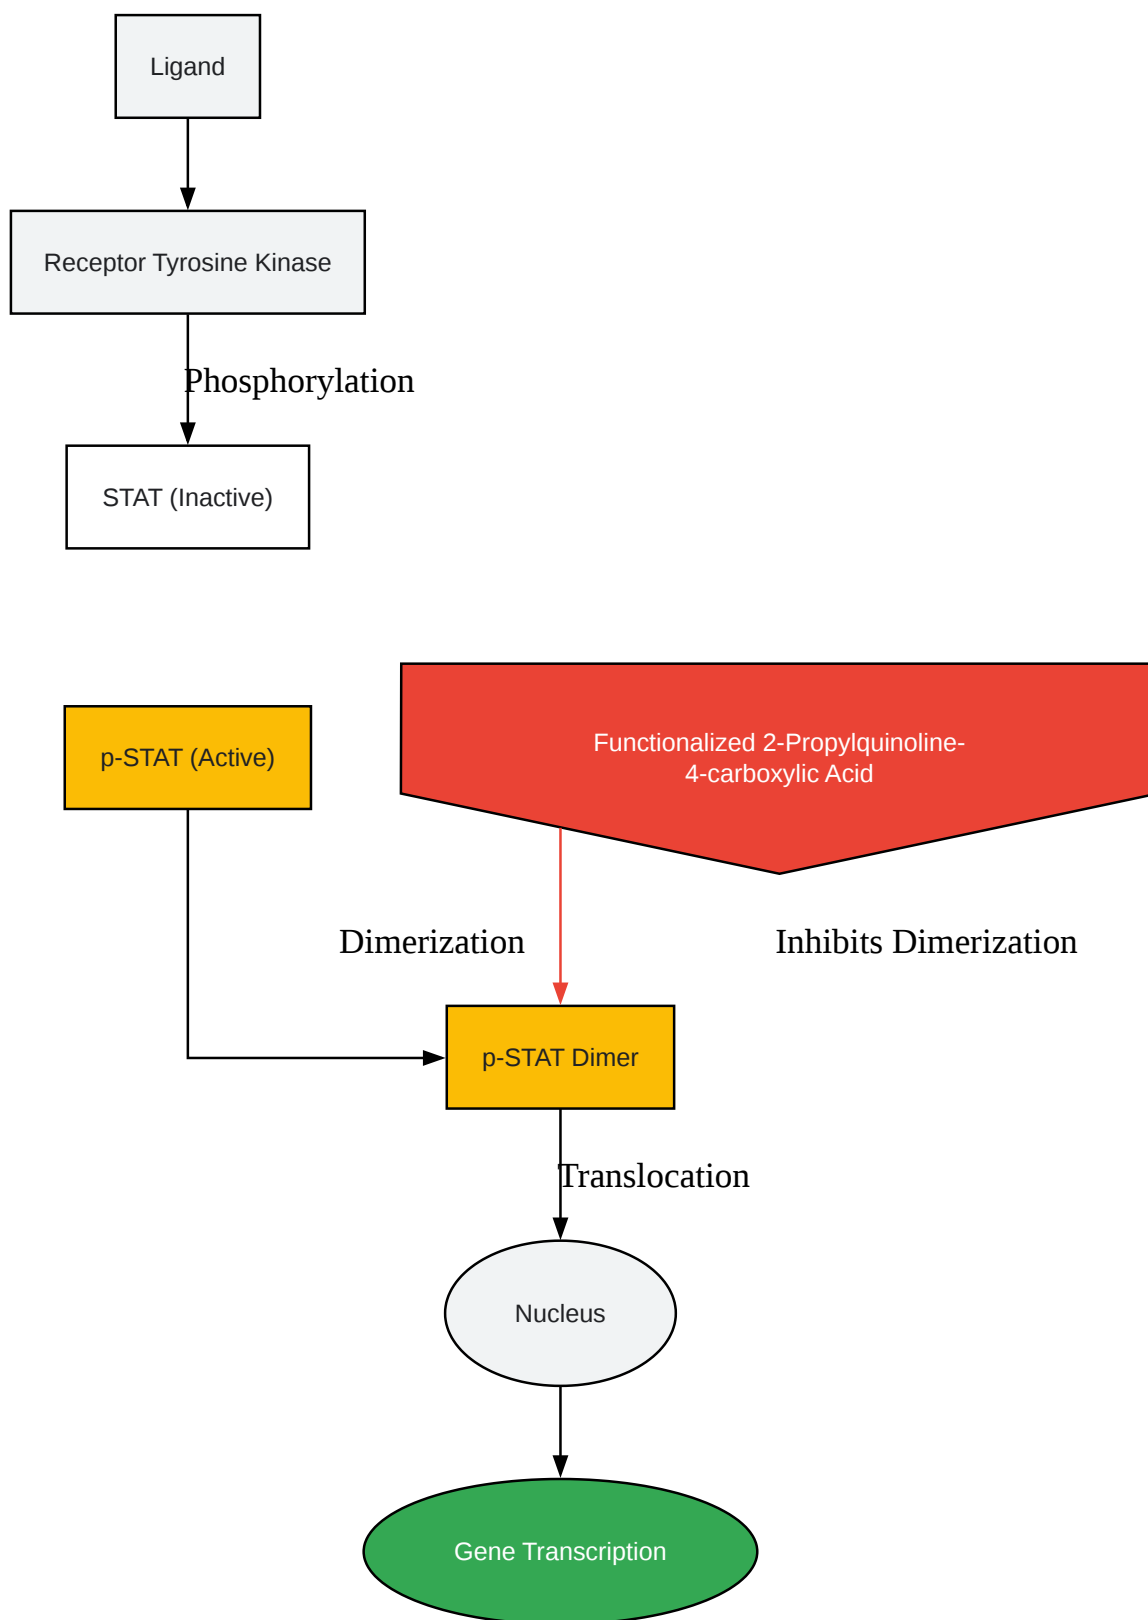 Ligand
Receptor Tyrosine Kinase
Phosphorylation
STAT (Inactive)
p-STAT (Active)
Functionalized 2-Propylquinoline-
4-carboxylic Acid
Dimerization
Inhibits Dimerization
p-STAT Dimer
Translocation
Nucleus
Gene Transcription